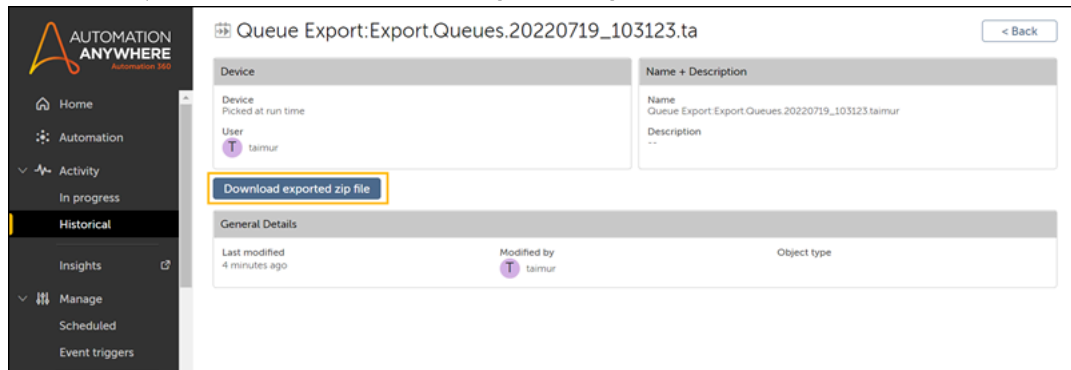 AUTOMATION
ANYWHERE
Automation 360
Home
Automation
Activity
In progress
Historical
Insights
Manage
Scheduled
Event triggers
Queue Export:Export.Queues.20220719_103123.ta
< Back
Device
Device
Picked at run time
User
T taimur
Name + Description
Name
Queue Export:Export.Queues.20220719_103123.taimur
Description
--
Download exported zip file
General Details
Last modified
4 minutes ago
Modified by
T taimur
Object type